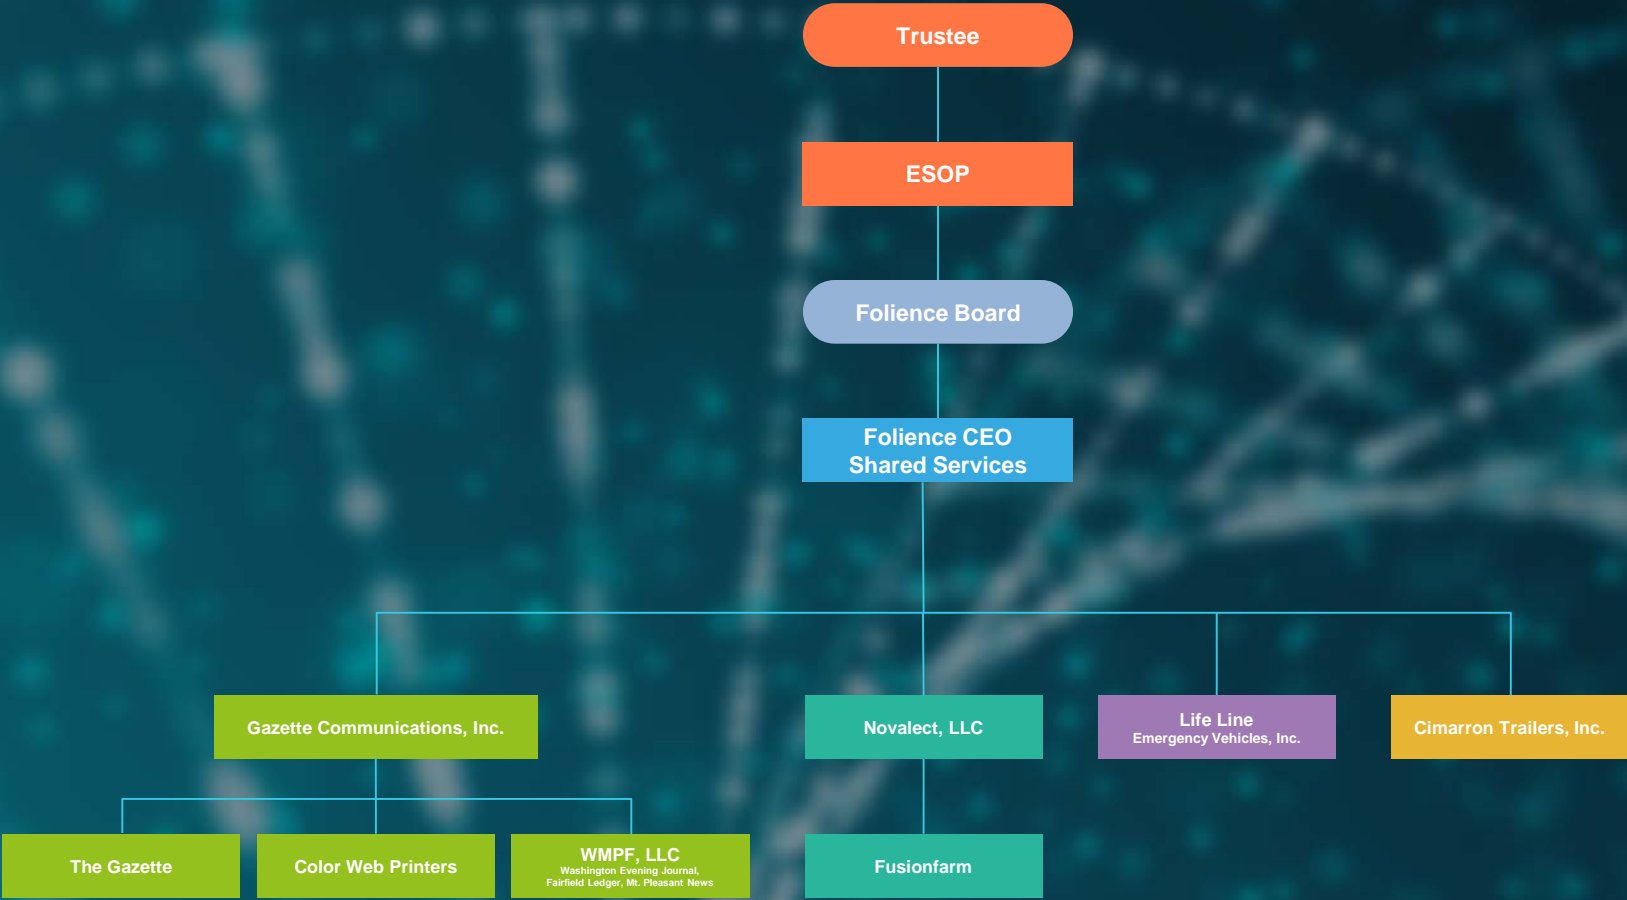 Trustee
ESOP
Folience Board
Folience CEO
Shared Services
Gazette Communications, Inc.
Novalect, LLC
Life Line
Emergency Vehicles, Inc.
Cimarron Trailers, Inc.
The Gazette
Color Web Printers
WMPF, LLC
Washington Evening Journal,
Fairfield Ledger, Mt. Pleasant News
Fusionfarm